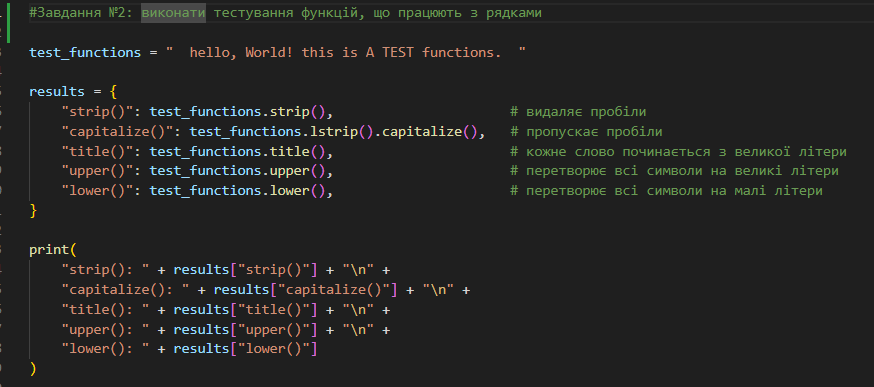 #Завдання №2: виконати тестування функцій, що працюють з рядками
test_functions = "  hello, World! this is A TEST functions.  "
results = {
    "strip()": test_functions.strip(),                      # видаляє пробіли
    "capitalize()": test_functions.lstrip().capitalize(),   # пропускає пробіли
    "title()": test_functions.title(),                      # кожне слово починається з великої літери
    "upper()": test_functions.upper(),                      # перетворює всі символи на великі літери
    "lower()": test_functions.lower(),                      # перетворює всі символи на малі літери
}
print(
    "strip(): " + results["strip()"] + "\n" +
    "capitalize(): " + results["capitalize()"] + "\n" +
    "title(): " + results["title()"] + "\n" +
    "upper(): " + results["upper()"] + "\n" +
    "lower(): " + results["lower()"]
)